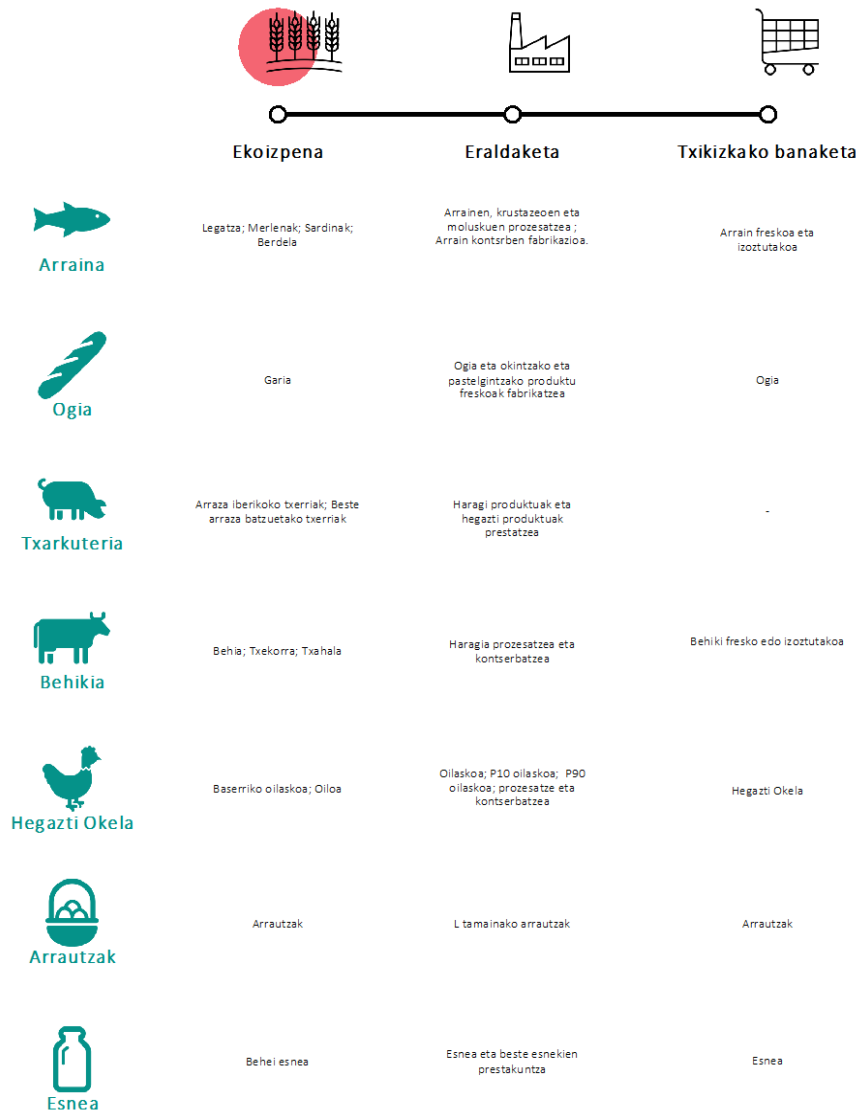 Ekoizpena
Eraldaketa
Txikizkako banaketa
Arraina
Legatza; Merlenak; Sardinak;
Berdela
Arrainen, krustazeoen eta
moluskuen prozesatzea ;
Arrain kontsrben fabrikazioa.
Arrain freskoa eta
izoztutakoa
Ogia
Garia
Ogia eta okintzako eta
pastelgintzako produktu
freskoak fabrikatzea
Ogia
Txarkuteria
Arraza iberikoko txerriak; Beste
arraza batzuetako txerriak
Haragi produktuak eta
hegazti produktuak
prestatzea
-
Behikia
Behia; Txekorra; Txahala
Haragia prozesatzea eta
kontserbatzea
Behiki fresko edo izoztutakoa
Hegazti Okela
Baserriko oilaskoa; Oiloa
Oilaskoa; P10 oilaskoa; P90
oilaskoa; prozesatze eta
kontserbatzea
Hegazti Okela
Arrautzak
Arrautzak
L tamainako arrautzak
Arrautzak
Esnea
Behei esnea
Esnea eta beste esnekien
prestakuntza
Esnea